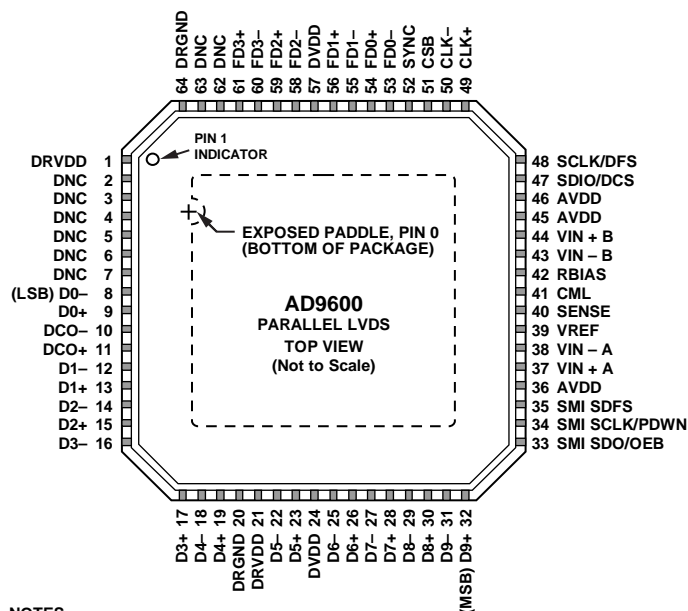 64 DRGND
63 DNC
62 DNC
61 FD3+
60 FD3–
59 FD2+
58 FD2–
57 DVDD
56 FD1+
55 FD1–
54 FD0+
53 FD0–
52 SYNC
51 CSB
50 CLK–
49 CLK+
PIN 1
INDICATOR
DRVDD 1
DNC 2
DNC 3
DNC 4
DNC 5
DNC 6
DNC 7
(LSB) D0– 8
D0+ 9
DCO– 10
DCO+ 11
D1– 12
D1+ 13
D2– 14
D2+ 15
D3– 16
EXPOSED PADDLE, PIN 0
(BOTTOM OF PACKAGE)
AD9600
PARALLEL LVDS
TOP VIEW
(Not to Scale)
48 SCLK/DFS
47 SDIO/DCS
46 AVDD
45 AVDD
44 VIN + B
43 VIN – B
42 RBIAS
41 CML
40 SENSE
39 VREF
38 VIN – A
37 VIN + A
36 AVDD
35 SMI SDFS
34 SMI SCLK/PDWN
33 SMI SDO/OEB
D3+ 17
D4– 18
D4+ 19
DRGND 20
DRVDD 21
D5– 22
D5+ 23
DVDD 24
D6– 25
D6+ 26
D7– 27
D7+ 28
D8– 29
D8+ 30
D9– 31
(MSB) D9+ 32
NOTES